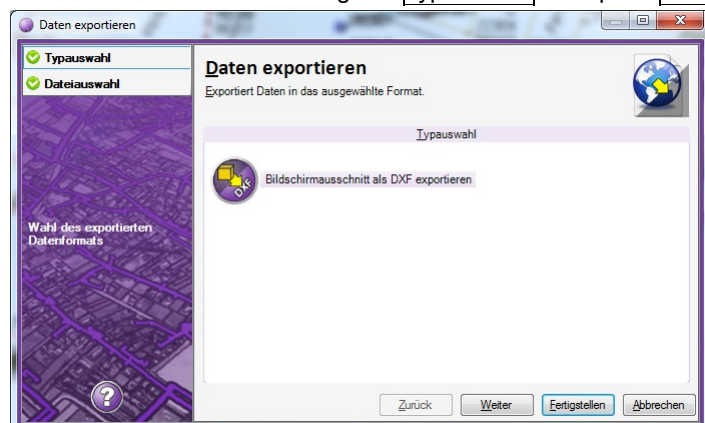 Daten exportieren
Typauswahl
Dateiauswahl
Wahl des exportierten
Datenformats
Daten exportieren
Exportiert Daten in das ausgewählte Format.
Typauswahl
DXF
Bildschirmausschnitt als DXF exportieren
Zurück
Weiter
Fertigstellen
Abbrechen